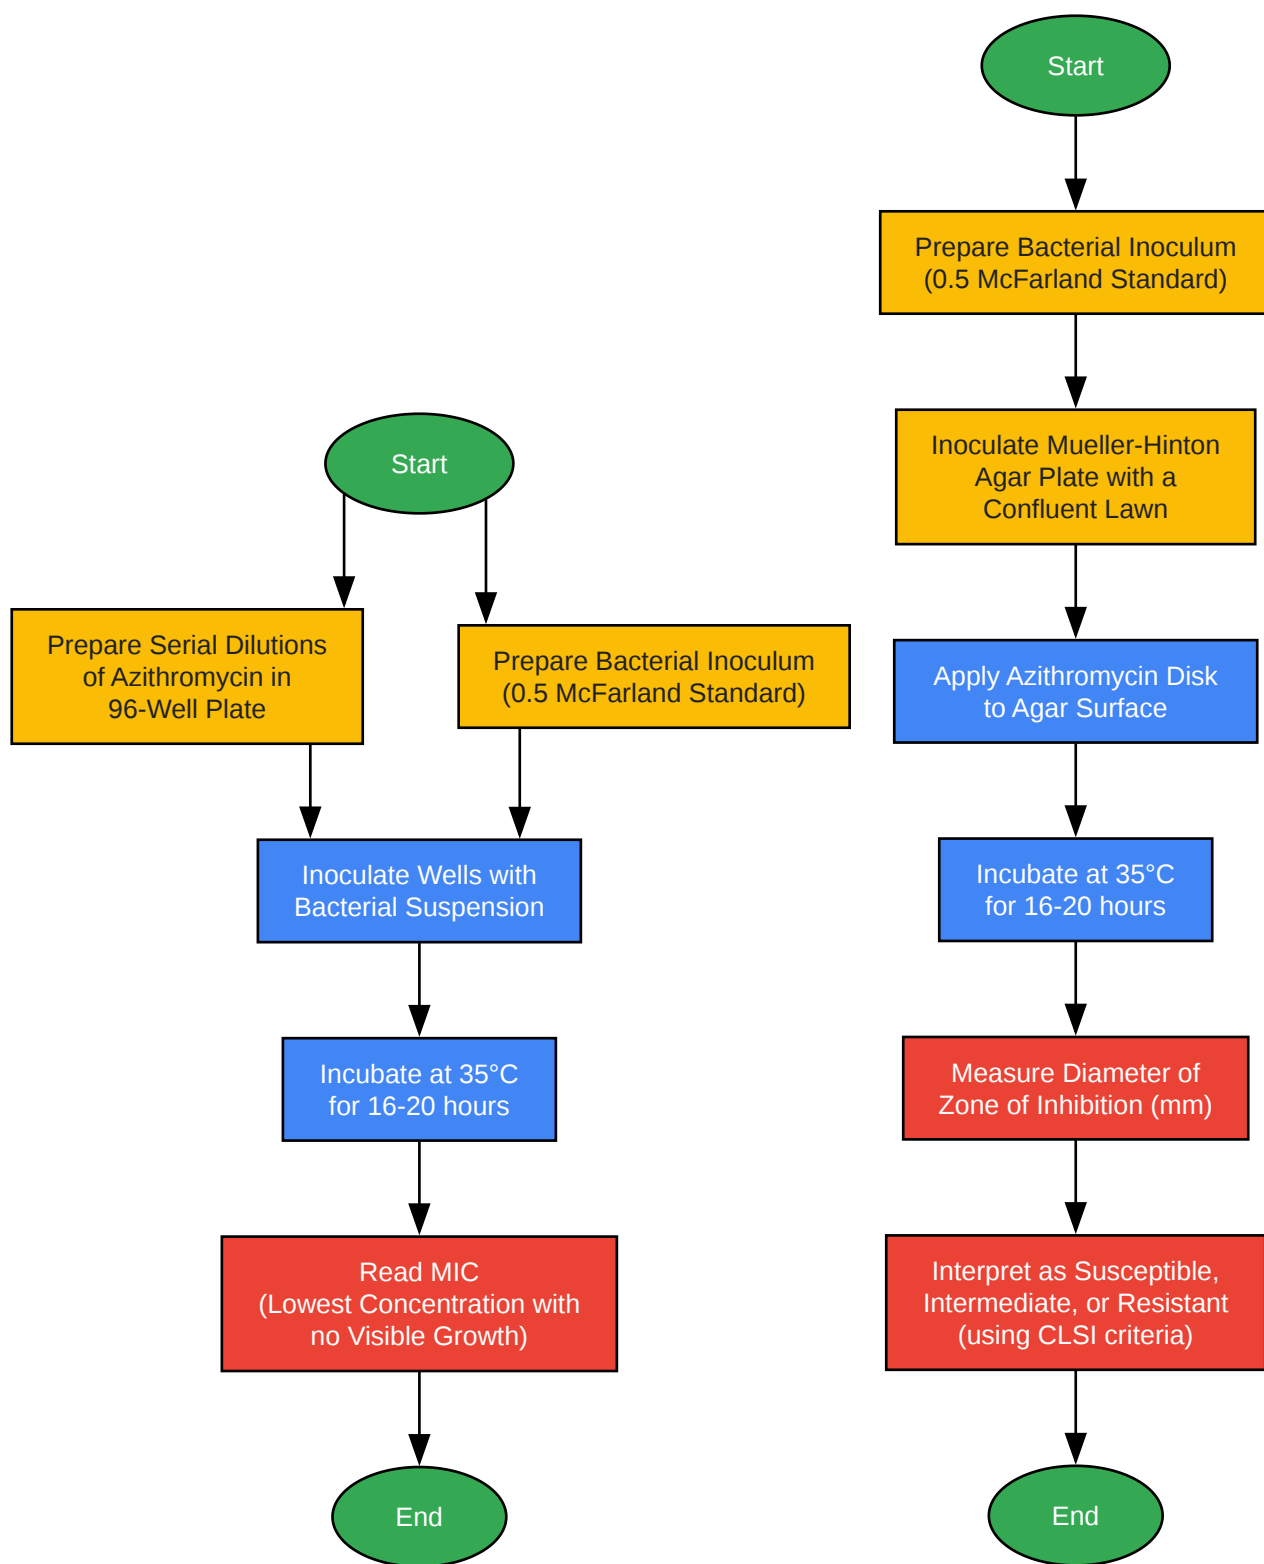 Start
Prepare Serial Dilutions
of Azithromycin in
96-Well Plate
Prepare Bacterial Inoculum
(0.5 McFarland Standard)
Inoculate Wells with
Bacterial Suspension
Incubate at 35°C
for 16-20 hours
Read MIC
(Lowest Concentration with
no Visible Growth)
End
Start
Prepare Bacterial Inoculum
(0.5 McFarland Standard)
Inoculate Mueller-Hinton
Agar Plate with a
Confluent Lawn
Apply Azithromycin Disk
to Agar Surface
Incubate at 35°C
for 16-20 hours
Measure Diameter of
Zone of Inhibition (mm)
Interpret as Susceptible,
Intermediate, or Resistant
(using CLSI criteria)
End